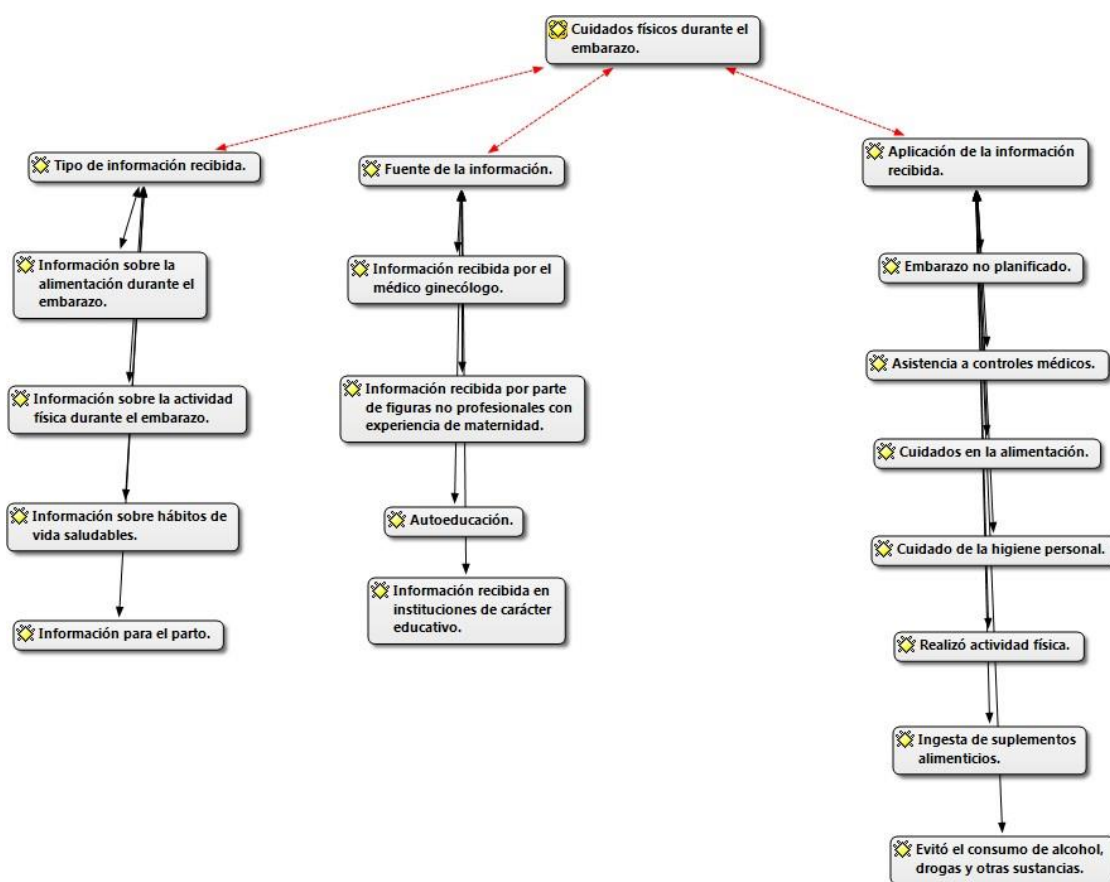 Cuidados físicos durante el
embarazo.
Tipo de información recibida.
Información sobre la
alimentación durante el
embarazo.
Información sobre la actividad
física durante el embarazo.
Información sobre hábitos de
vida saludables.
Información para el parto.
Fuente de la información.
Información recibida por el
médico ginecólogo.
Información recibida por parte
de figuras no profesionales con
experiencia de maternidad.
Autoeducación.
Información recibida en
instituciones de carácter
educativo.
Aplicación de la información
recibida.
Embarazo no planificado.
Asistencia a controles médicos.
Cuidados en la alimentación.
Cuidado de la higiene personal.
Realizó actividad física.
Ingesta de suplementos
alimenticios.
Evitó el consumo de alcohol,
drogas y otras sustancias.